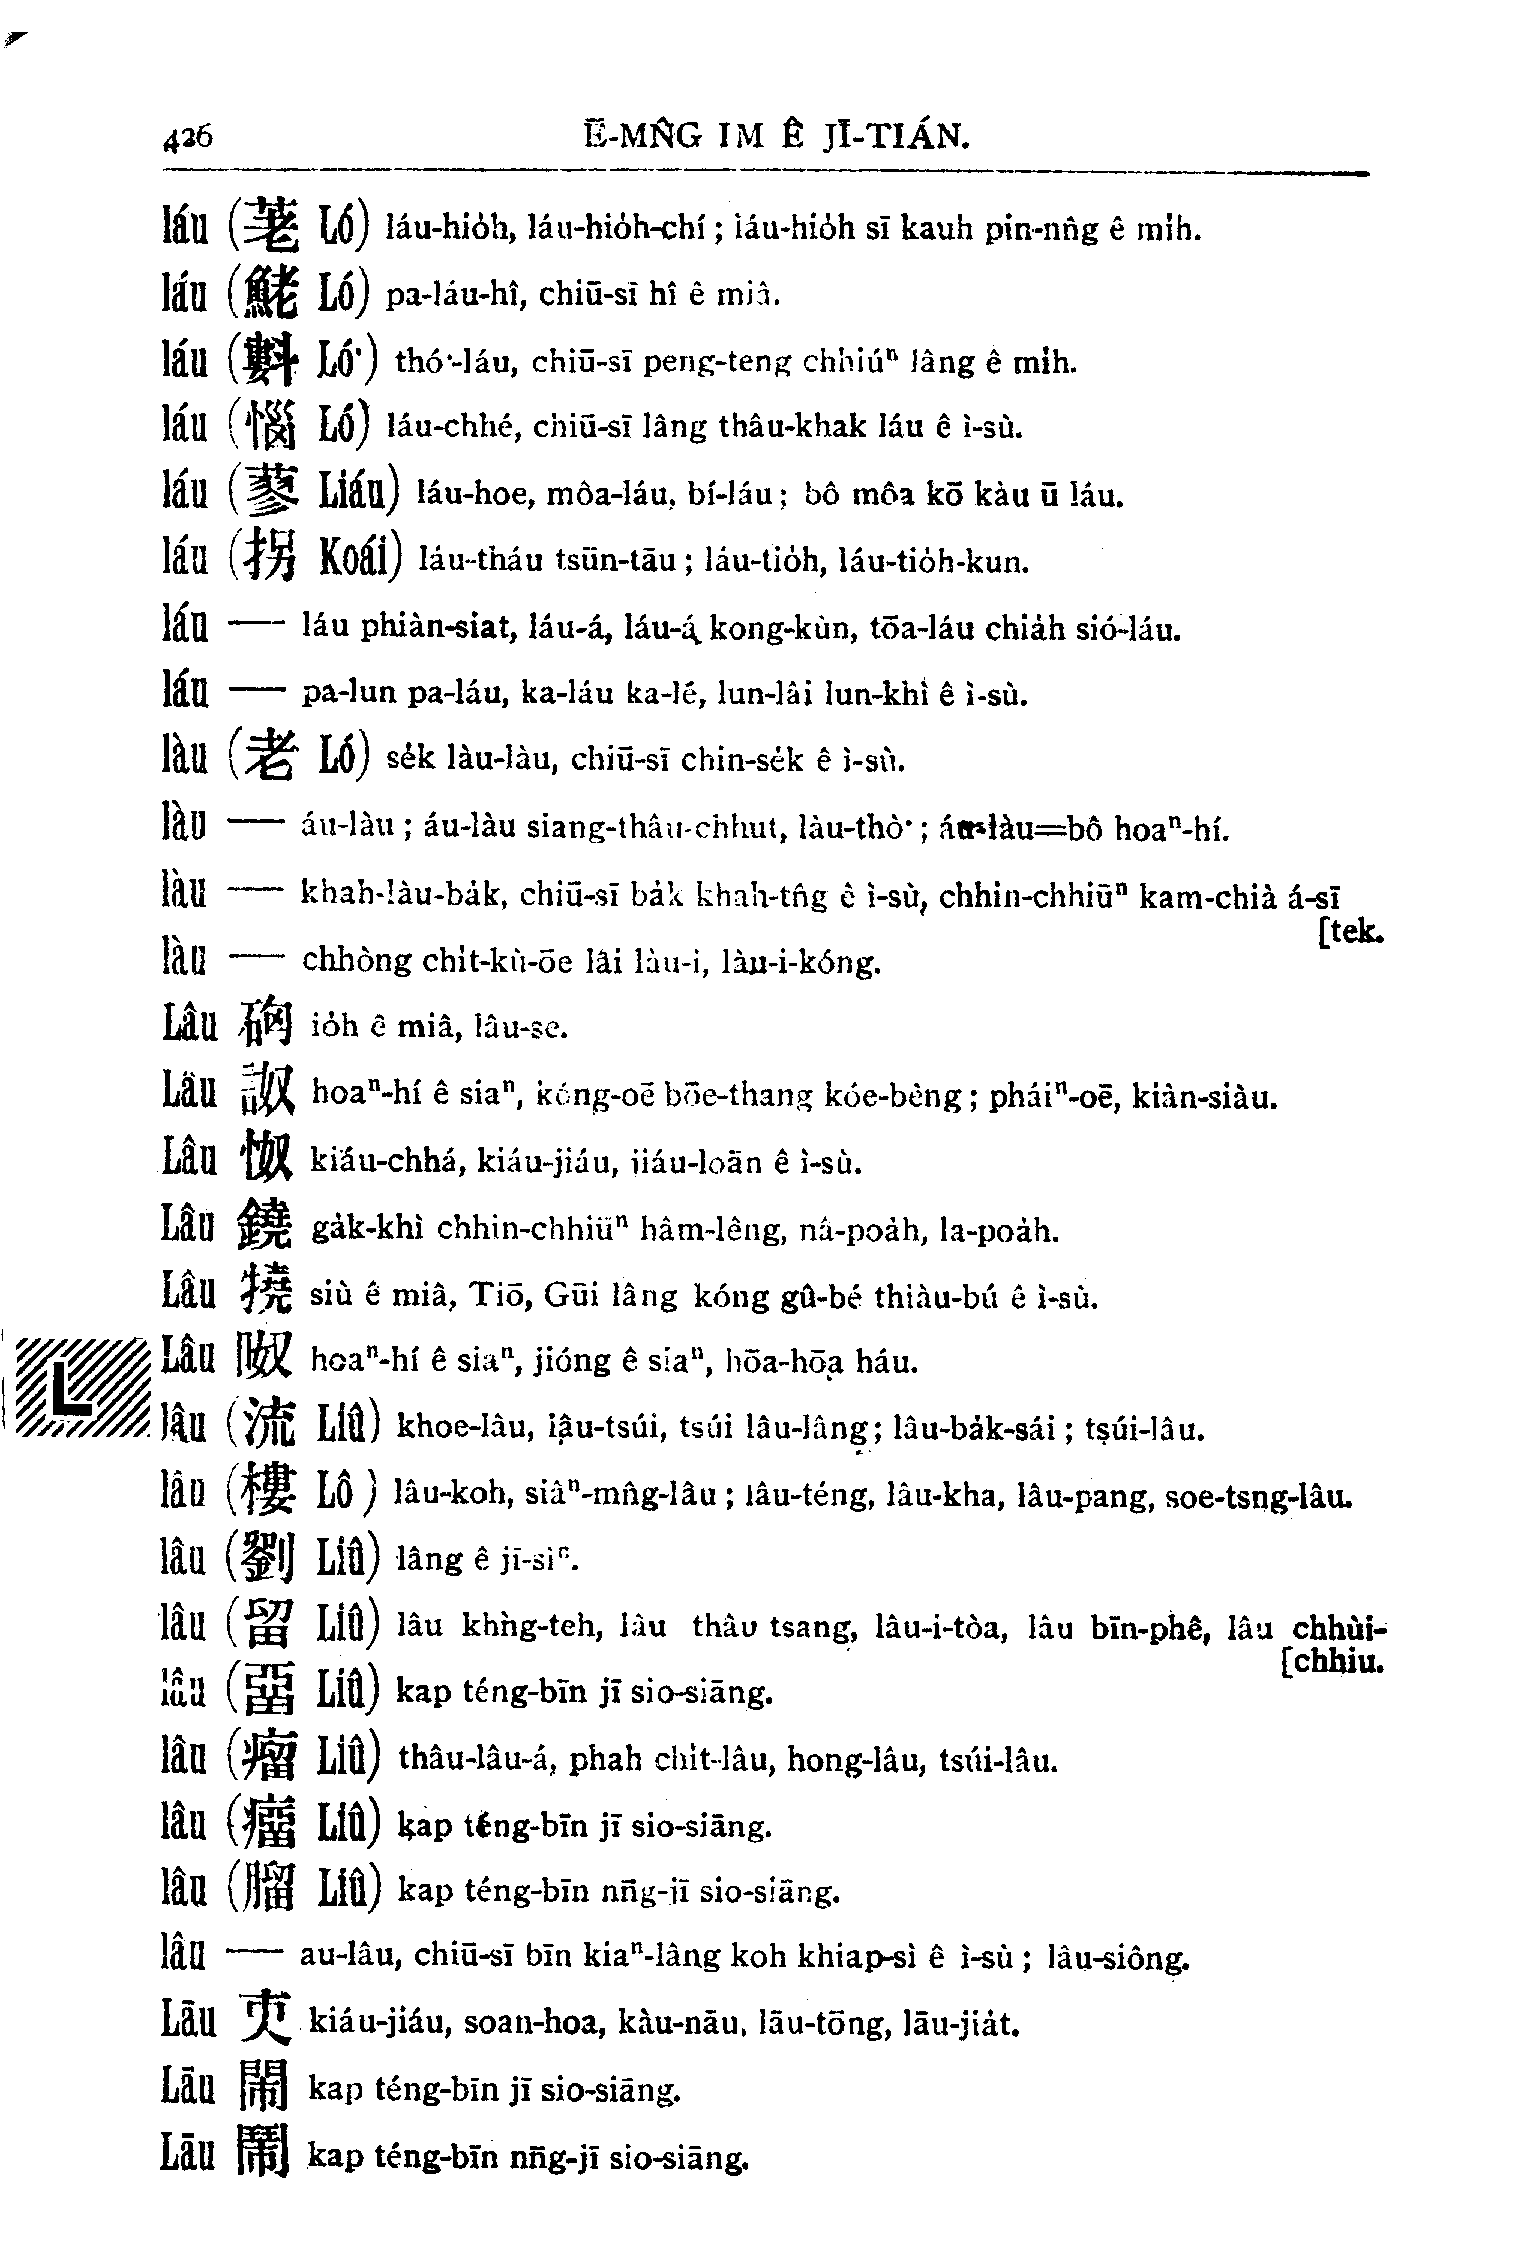 426 Ē-MN̂G IM Ê JĪ-TIÁN.
láu (荖 Ló) láu-hio̍h, láu-hio̍h-chí; láu-hio̍h sī kauh pin-nn̂g ê mi̍h.
láu (鮱 Ló) pa-láu-hî, chiū-sī hî ê miâ.
láu (䅹 Ló͘) thó͘-láu, chiū-sī peng-teng chhiúⁿ lâng ê mi̍h.
láu (惱 Ló) láu-chhé, chiū-sī lâng thâu-khak láu ê ì-sù.
láu (蓼 Liáu) láu-hoe, môa-láu, bí-láu; bô môa kō kàu ū láu.
láu (拐 Koái) láu-tháu tsūn-tāu; láu-tio̍h, láu-tio̍h-kun.
láu — láu phiàn-siat, láu-á, láu-á kong-kùn, tōa-láu chia̍h sió-láu.
láu — pa-lun pa-láu, ka-láu ka-lé, lun-lâi lun-khì ê ì-sù.
làu (老 Ló) se̍k làu-làu, chiū-sī chin-se̍k ê ì-sù.
làu — áu-làu; áu-làu siang-thâu-chhut, làu-thò͘; áu-làu=bô hoaⁿ-hí.
làu — khah-làu-ba̍k, chiū-sī ba̍k khah-tn̂g ê ì-sù, chhin-chhiūⁿ kam-chià á-sī
[tek.
làu — chhòng chi̍t-kù-ōe lâi làu-i, làu-i-kóng.
Lâu 硇 io̍h ê miâ, lâu-se.
Lâu 詉 hoaⁿ-hí ê siaⁿ, kóng-oē bōe-thang kóe-bêng; pháiⁿ-oē, kiàn-siàu.
Lâu 怓 kiáu-chhá, kiáu-jiáu, jiáu-loān ê ì-sù.
Lâu 鐃 ga̍k-khì chhin-chhiūⁿ hâm-lêng, nâ-poa̍h, la-poa̍h.
Lâu 犪 siù ê miâ, Tiō, Gūi lâng kóng gû-bé thiàu-bú ê ì-sù.
Lâu 呶 hoaⁿ-hí ê siaⁿ, jióng ê siaⁿ, hōa-hōa háu.
L
lâu (流 Liû) khoe-lâu, lâu-tsúi, tsúi lâu-lâng; lâu-ba̍k-sái; tsúi-lâu.
lâu (樓 Lô) lâu-koh, siâⁿ-mn̂g-lâu; lâu-téng, lâu-kha, lâu-pang, soe-tsng-lâu.
lâu (劉 Liû) lâng ê jī-sìⁿ.
lâu (留 Liû) lâu khǹg-teh, lâu thâu tsang, lâu-i-tòa, lâu bīn-phê, lâu chhùi-
[chhiu.
lâu (畱 Liû) kap téng-bīn jī sio-siāng.
lâu (瘤 Liû) thâu-lâu-á, phah chi̍t-lâu, hong-lâu, tsúi-lâu.
lâu (癅 Liû) kap téng-bīn jī sio-siāng.
lâu (腯 Liû) kap téng-bīn nn̄g-jī sio-siāng.
lâu — au-lâu, chiū-sī bīn kiaⁿ-lâng koh khiap-sì ê ì-sù; lâu-siông.
Lāu 㚇 kiáu-jiáu, soan-hoa, kàu-nāu, lāu-tōng, lāu-jia̍t.
Lāu 閙 kap téng-bīn jī sio-siāng.
Lāu 鬧 kap téng-bīn nn̄g-jī sio-siāng.